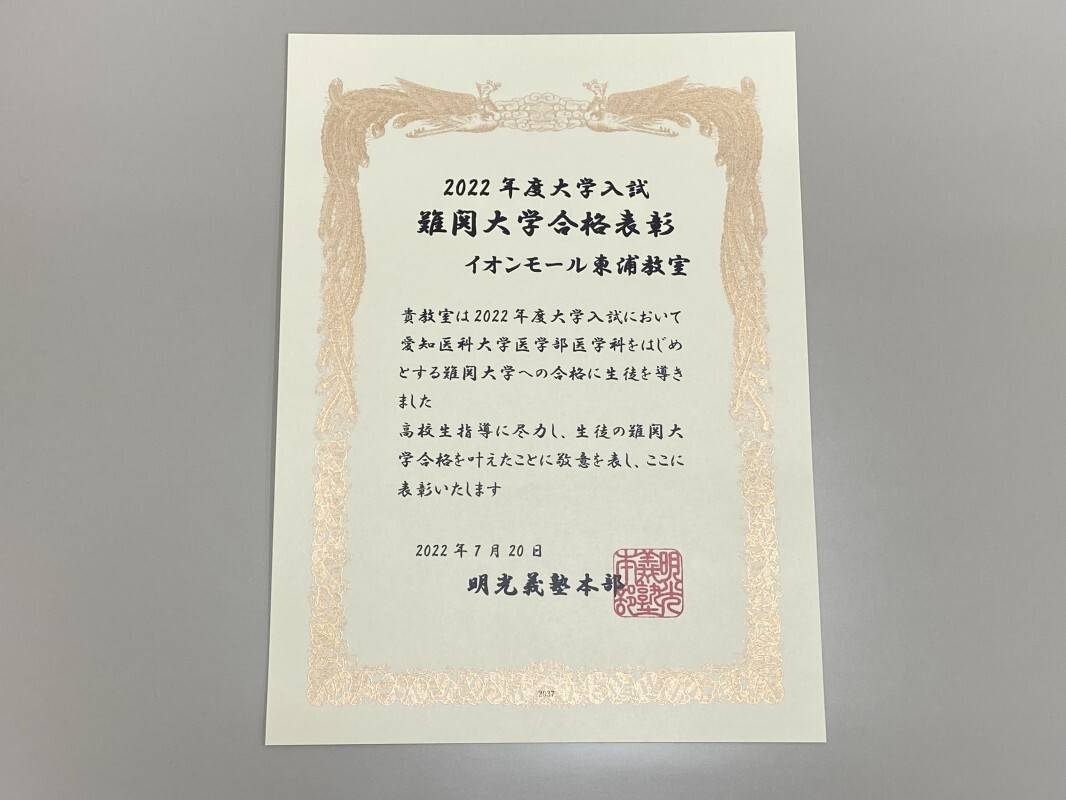 2022年度大学入試
難関大学合格表彰
イオンモール東浦教室
貴教室は2022年度大学入試において
愛知医科大学医学部医学科をはじめ
とする難関大学への合格に生徒を導き
ました
高校生指導に尽力し、生徒の難関大
学合格を叶えたことに敬意を表し、ここに
表彰いたします
2022年7月20日
明光義塾本部
明光義塾本部
2037